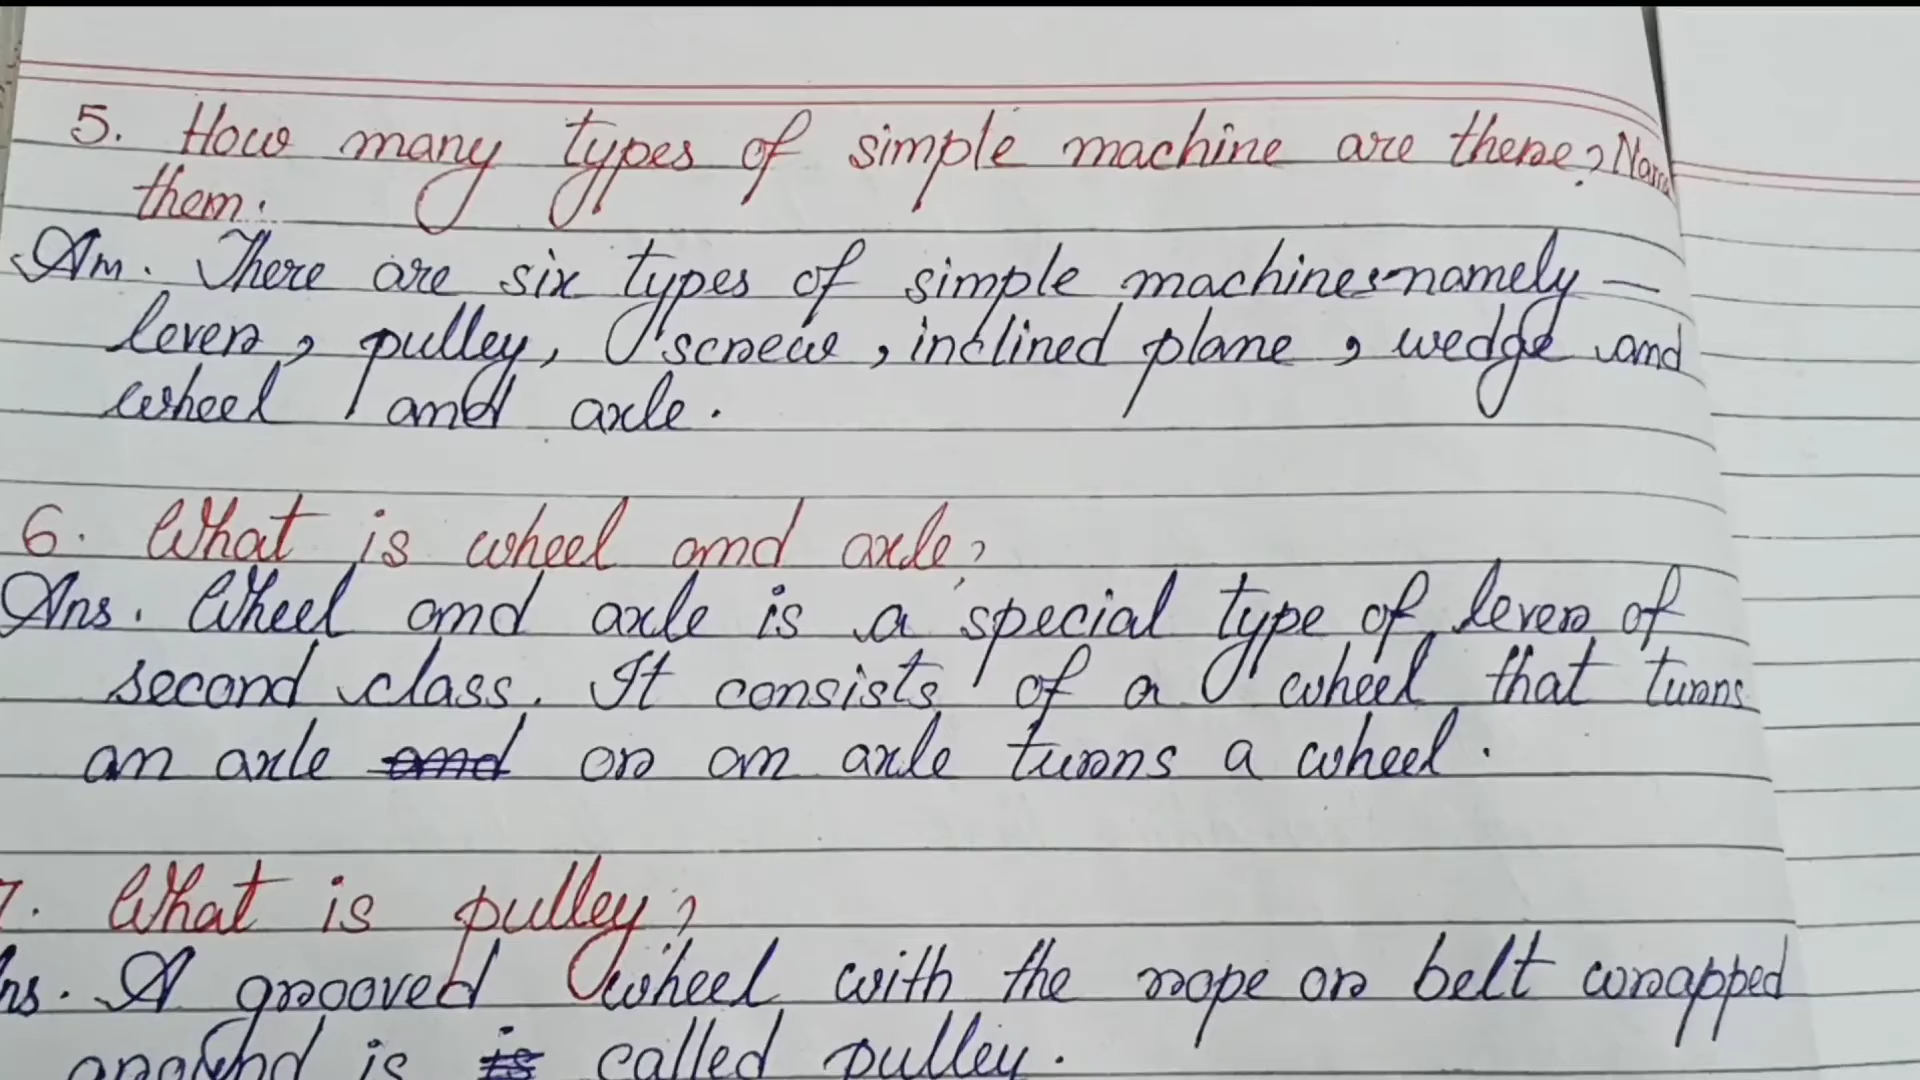 5. How many types of simple machine are there? Name
them.
Ans. There are six types of simple machines namely —
lever, pulley, screw, inclined plane, wedge and
wheel and axle.
6. What is wheel and axle?
Ans. Wheel and axle is a special type of lever of
second class. It consists of a wheel that turns
an axle and or an axle turns a wheel.
7. What is pulley?
Ans. A grooved wheel with the rope or belt wrapped
around is is called pulley.